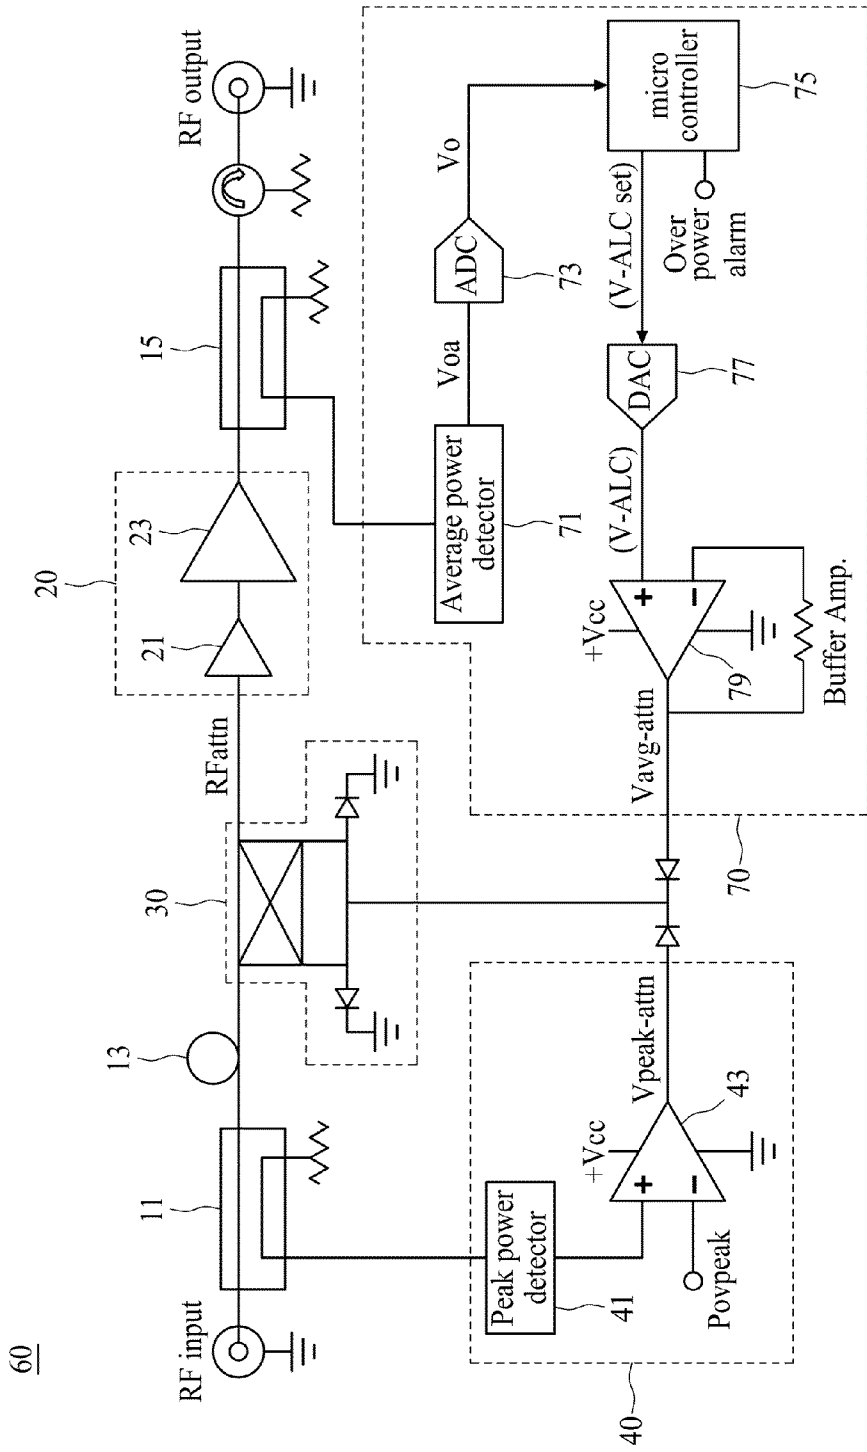 60
RF input
11
13
30
RFattn
20
21
23
15
RF output
40
Peak power
detector
41
+Vcc
+
−
43
Povpeak
Vpeak-attn
70
Vavg-attn
+Vcc
+
−
79
Buffer Amp.
(V-ALC)
DAC
77
(V-ALC set)
Average power
detector
71
Voa
ADC
73
Vo
micro
controller
75
Over
power
alarm